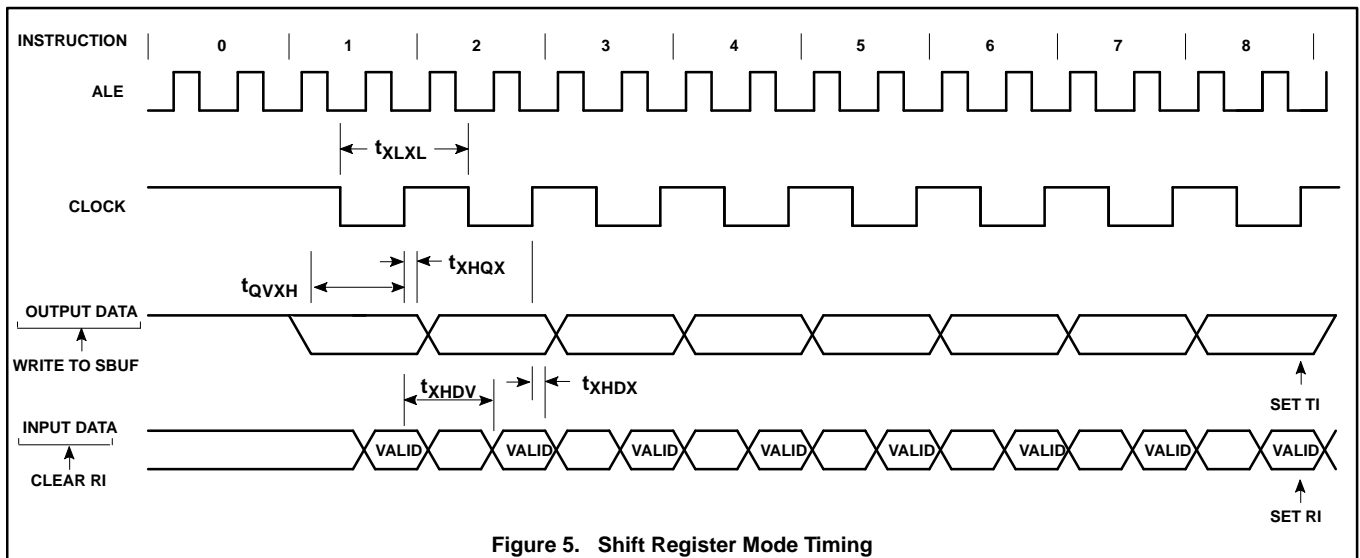 INSTRUCTION 0 1 2 3 4 5 6 7 8
ALE
tXLXL
CLOCK
tXHQX
tQVXH
OUTPUT DATA
WRITE TO SBUF
tXHDV tXHDX
SET TI
INPUT DATA
VALID VALID VALID VALID VALID VALID VALID VALID
CLEAR RI
SET RI
Figure 5. Shift Register Mode Timing